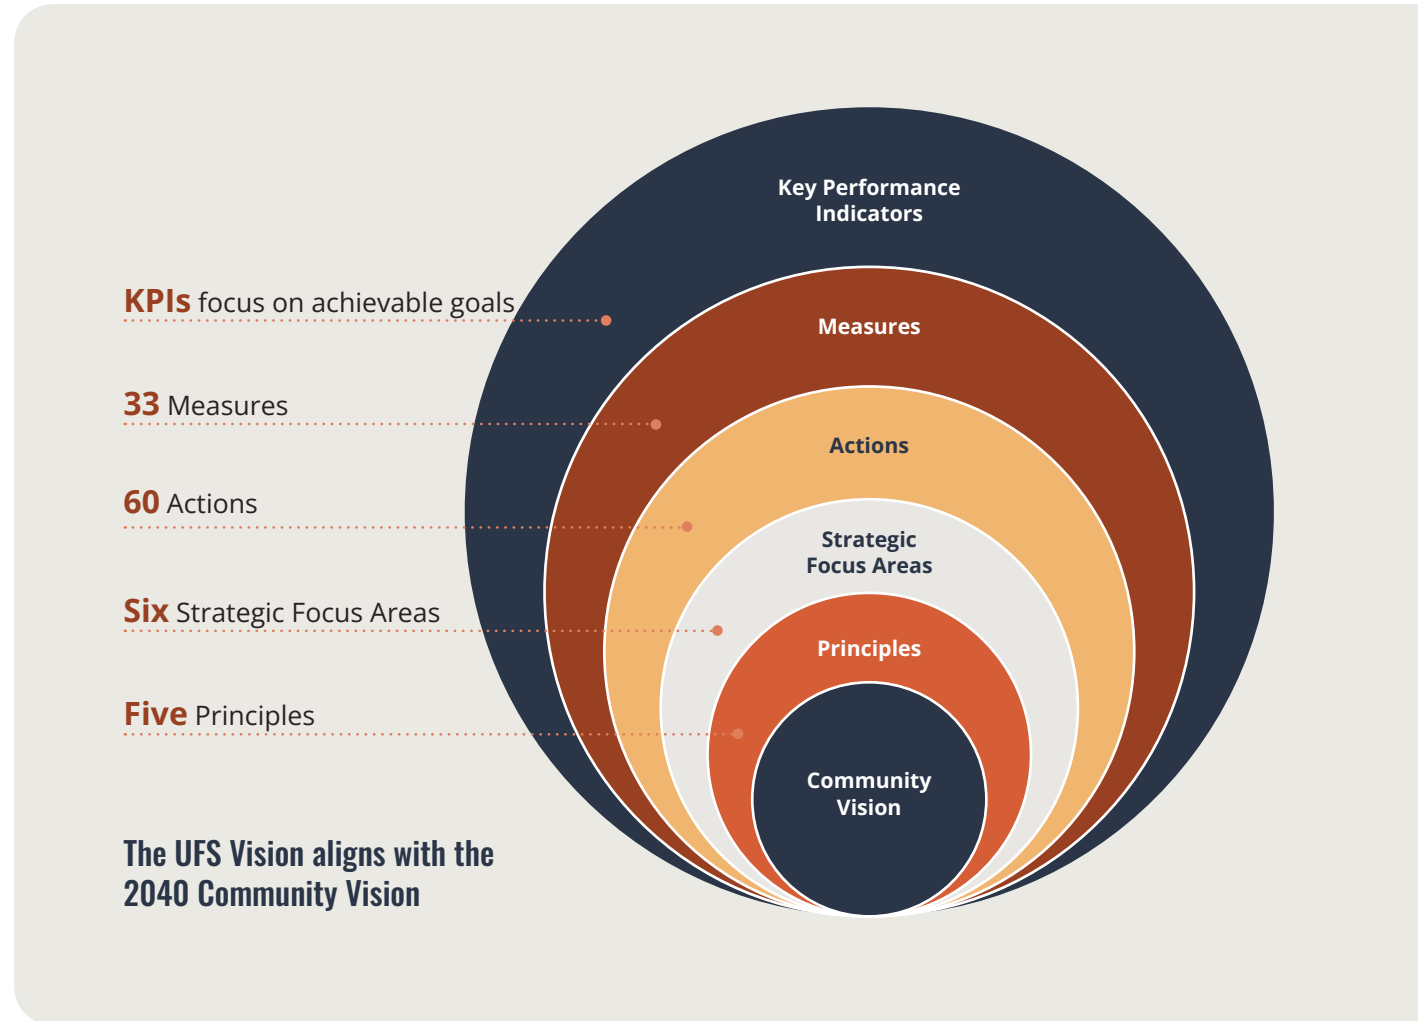 Key Performance
Indicators
KPIs focus on achievable goals
Measures
33 Measures
Actions
60 Actions
Strategic
Focus Areas
Six Strategic Focus Areas
Principles
Five Principles
Community
Vision
The UFS Vision aligns with the
2040 Community Vision